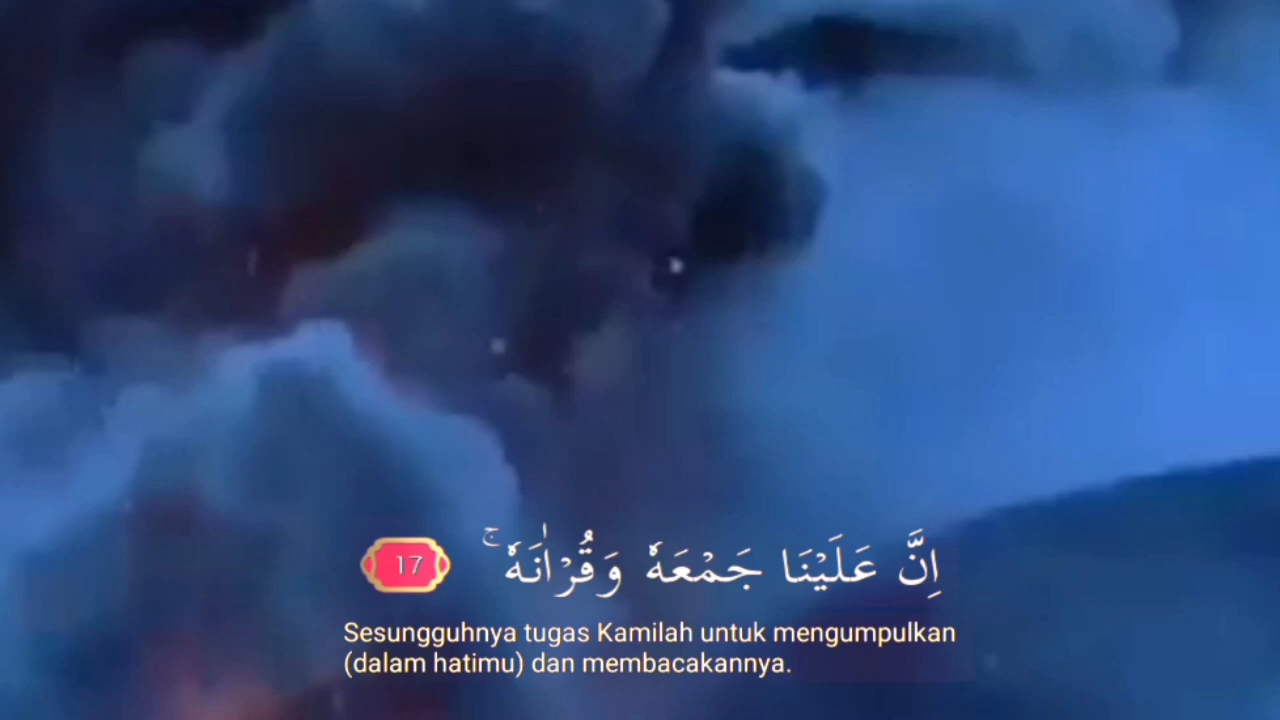 اِنَّ عَلَيْنَا جَمْعَهٗ وَقُرْاٰنَهٗ ۚ 17
Sesungguhnya tugas Kamilah untuk mengumpulkan
(dalam hatimu) dan membacakannya.